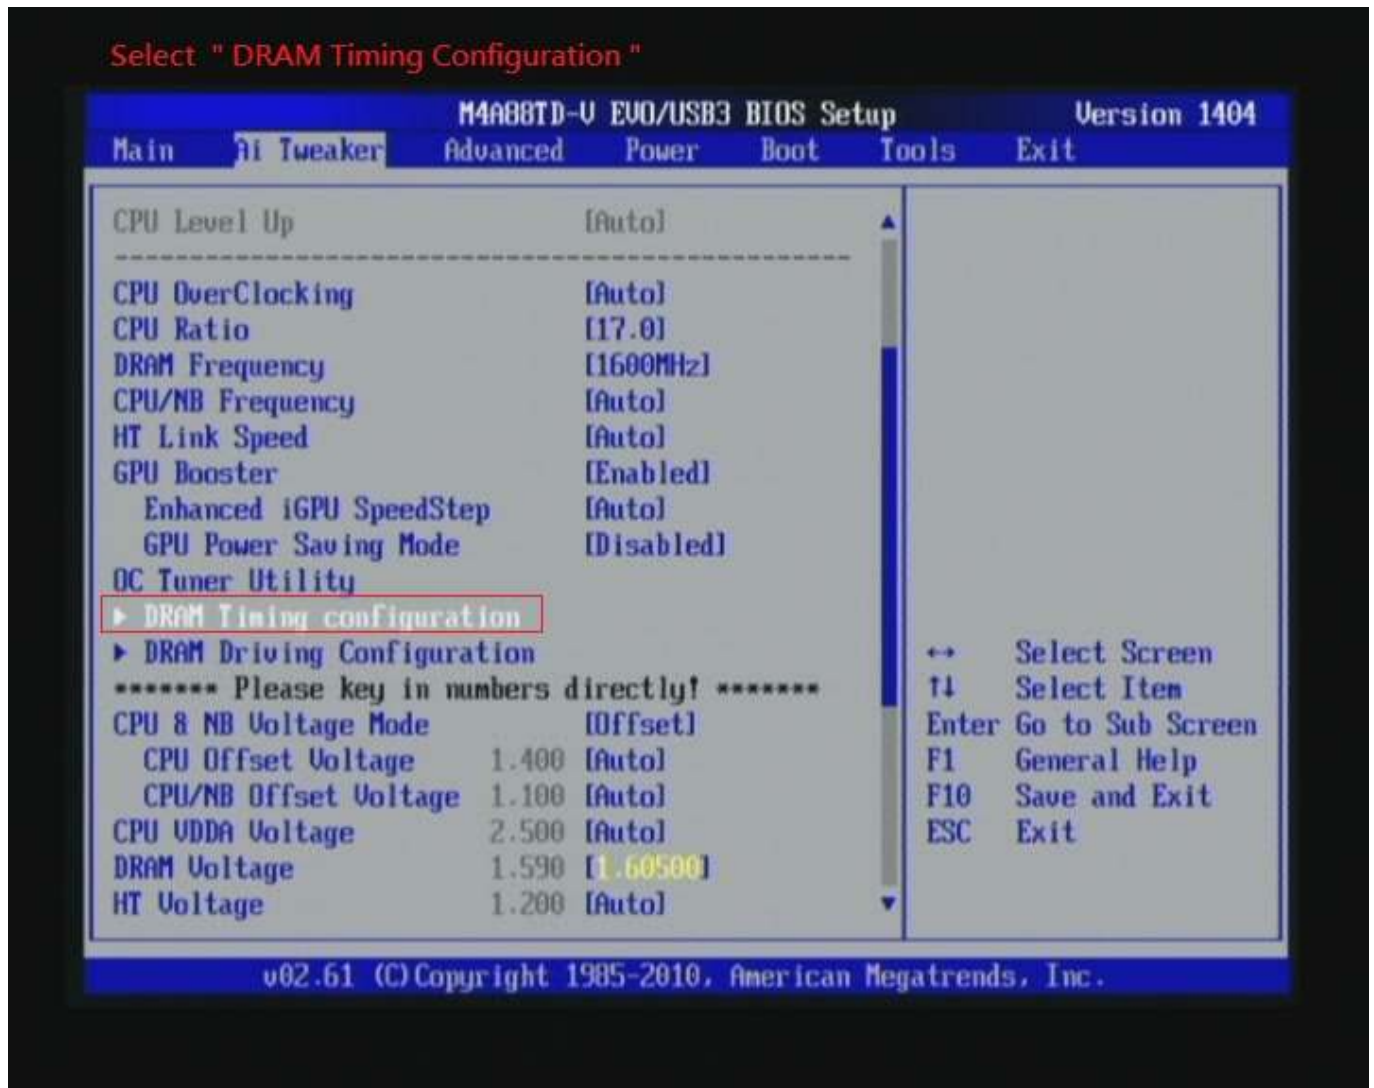 Select " DRAM Timing Configuration "
M4A88TD-V EVO/USB3 BIOS Setup Version 1404
Main Ai Tweaker Advanced Power Boot Tools Exit
CPU Level Up [Auto]
CPU OverClocking [Auto]
CPU Ratio [17.0]
DRAM Frequency [1600MHz]
CPU/NB Frequency [Auto]
HT Link Speed [Auto]
GPU Booster [Enabled]
Enhanced iGPU SpeedStep [Auto]
GPU Power Saving Mode [Disabled]
OC Tuner Utility
▶ DRAM Timing configuration
▶ DRAM Driving Configuration
******* Please key in numbers directly! *******
CPU & NB Voltage Mode [Offset]
CPU Offset Voltage 1.400 [Auto]
CPU/NB Offset Voltage 1.100 [Auto]
CPU VDDA Voltage 2.500 [Auto]
DRAM Voltage 1.590 [1.60500]
HT Voltage 1.200 [Auto]
↔ Select Screen
↑↓ Select Item
Enter Go to Sub Screen
F1 General Help
F10 Save and Exit
ESC Exit
v02.61 (C)Copyright 1985-2010, American Megatrends, Inc.